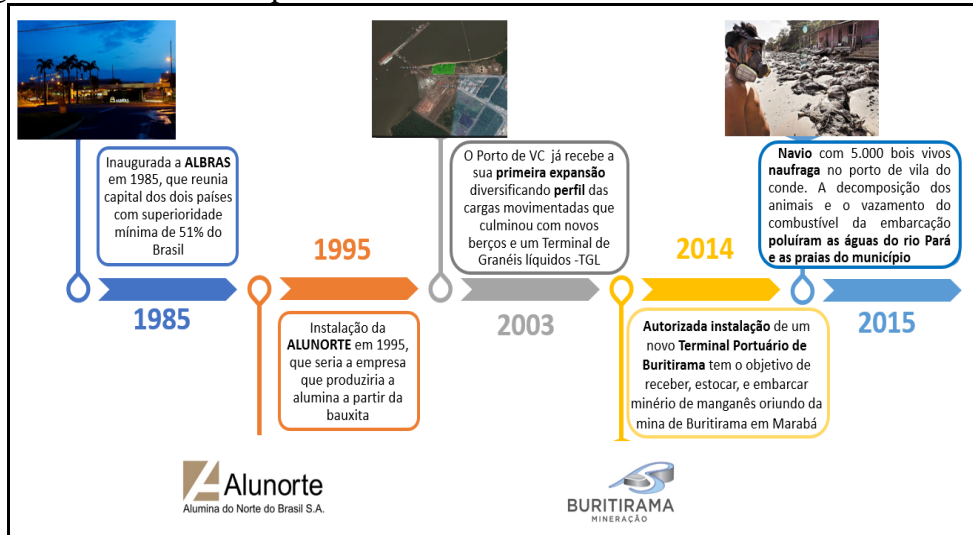 Inaugurada a ALBRAS
em 1985, que reunia
capital dos dois países
com superioridade
mínima de 51% do
Brasil
1985
1995
Instalação da
ALUNORTE em 1995,
que seria a empresa
que produziria a
alumina a partir da
bauxita
Alunorte
Alumina do Norte do Brasil S.A.
O Porto de VC já recebe a
sua primeira expansão
diversificando perfil das
cargas movimentadas que
culminou com novos
berços e um Terminal de
Granéis líquidos -TGL
2003
2014
Autorizada instalação de um
novo Terminal Portuário de
Buritirama tem o objetivo de
receber, estocar, e embarcar
minério de manganês oriundo da
mina de Buritirama em Marabá
BURITIRAMA
MINERAÇÃO
Navio com 5.000 bois vivos
naufraga no porto de vila do
conde. A decomposição dos
animais e o vazamento do
combustível da embarcação
poluíram as águas do rio Pará
e as praias do município
2015